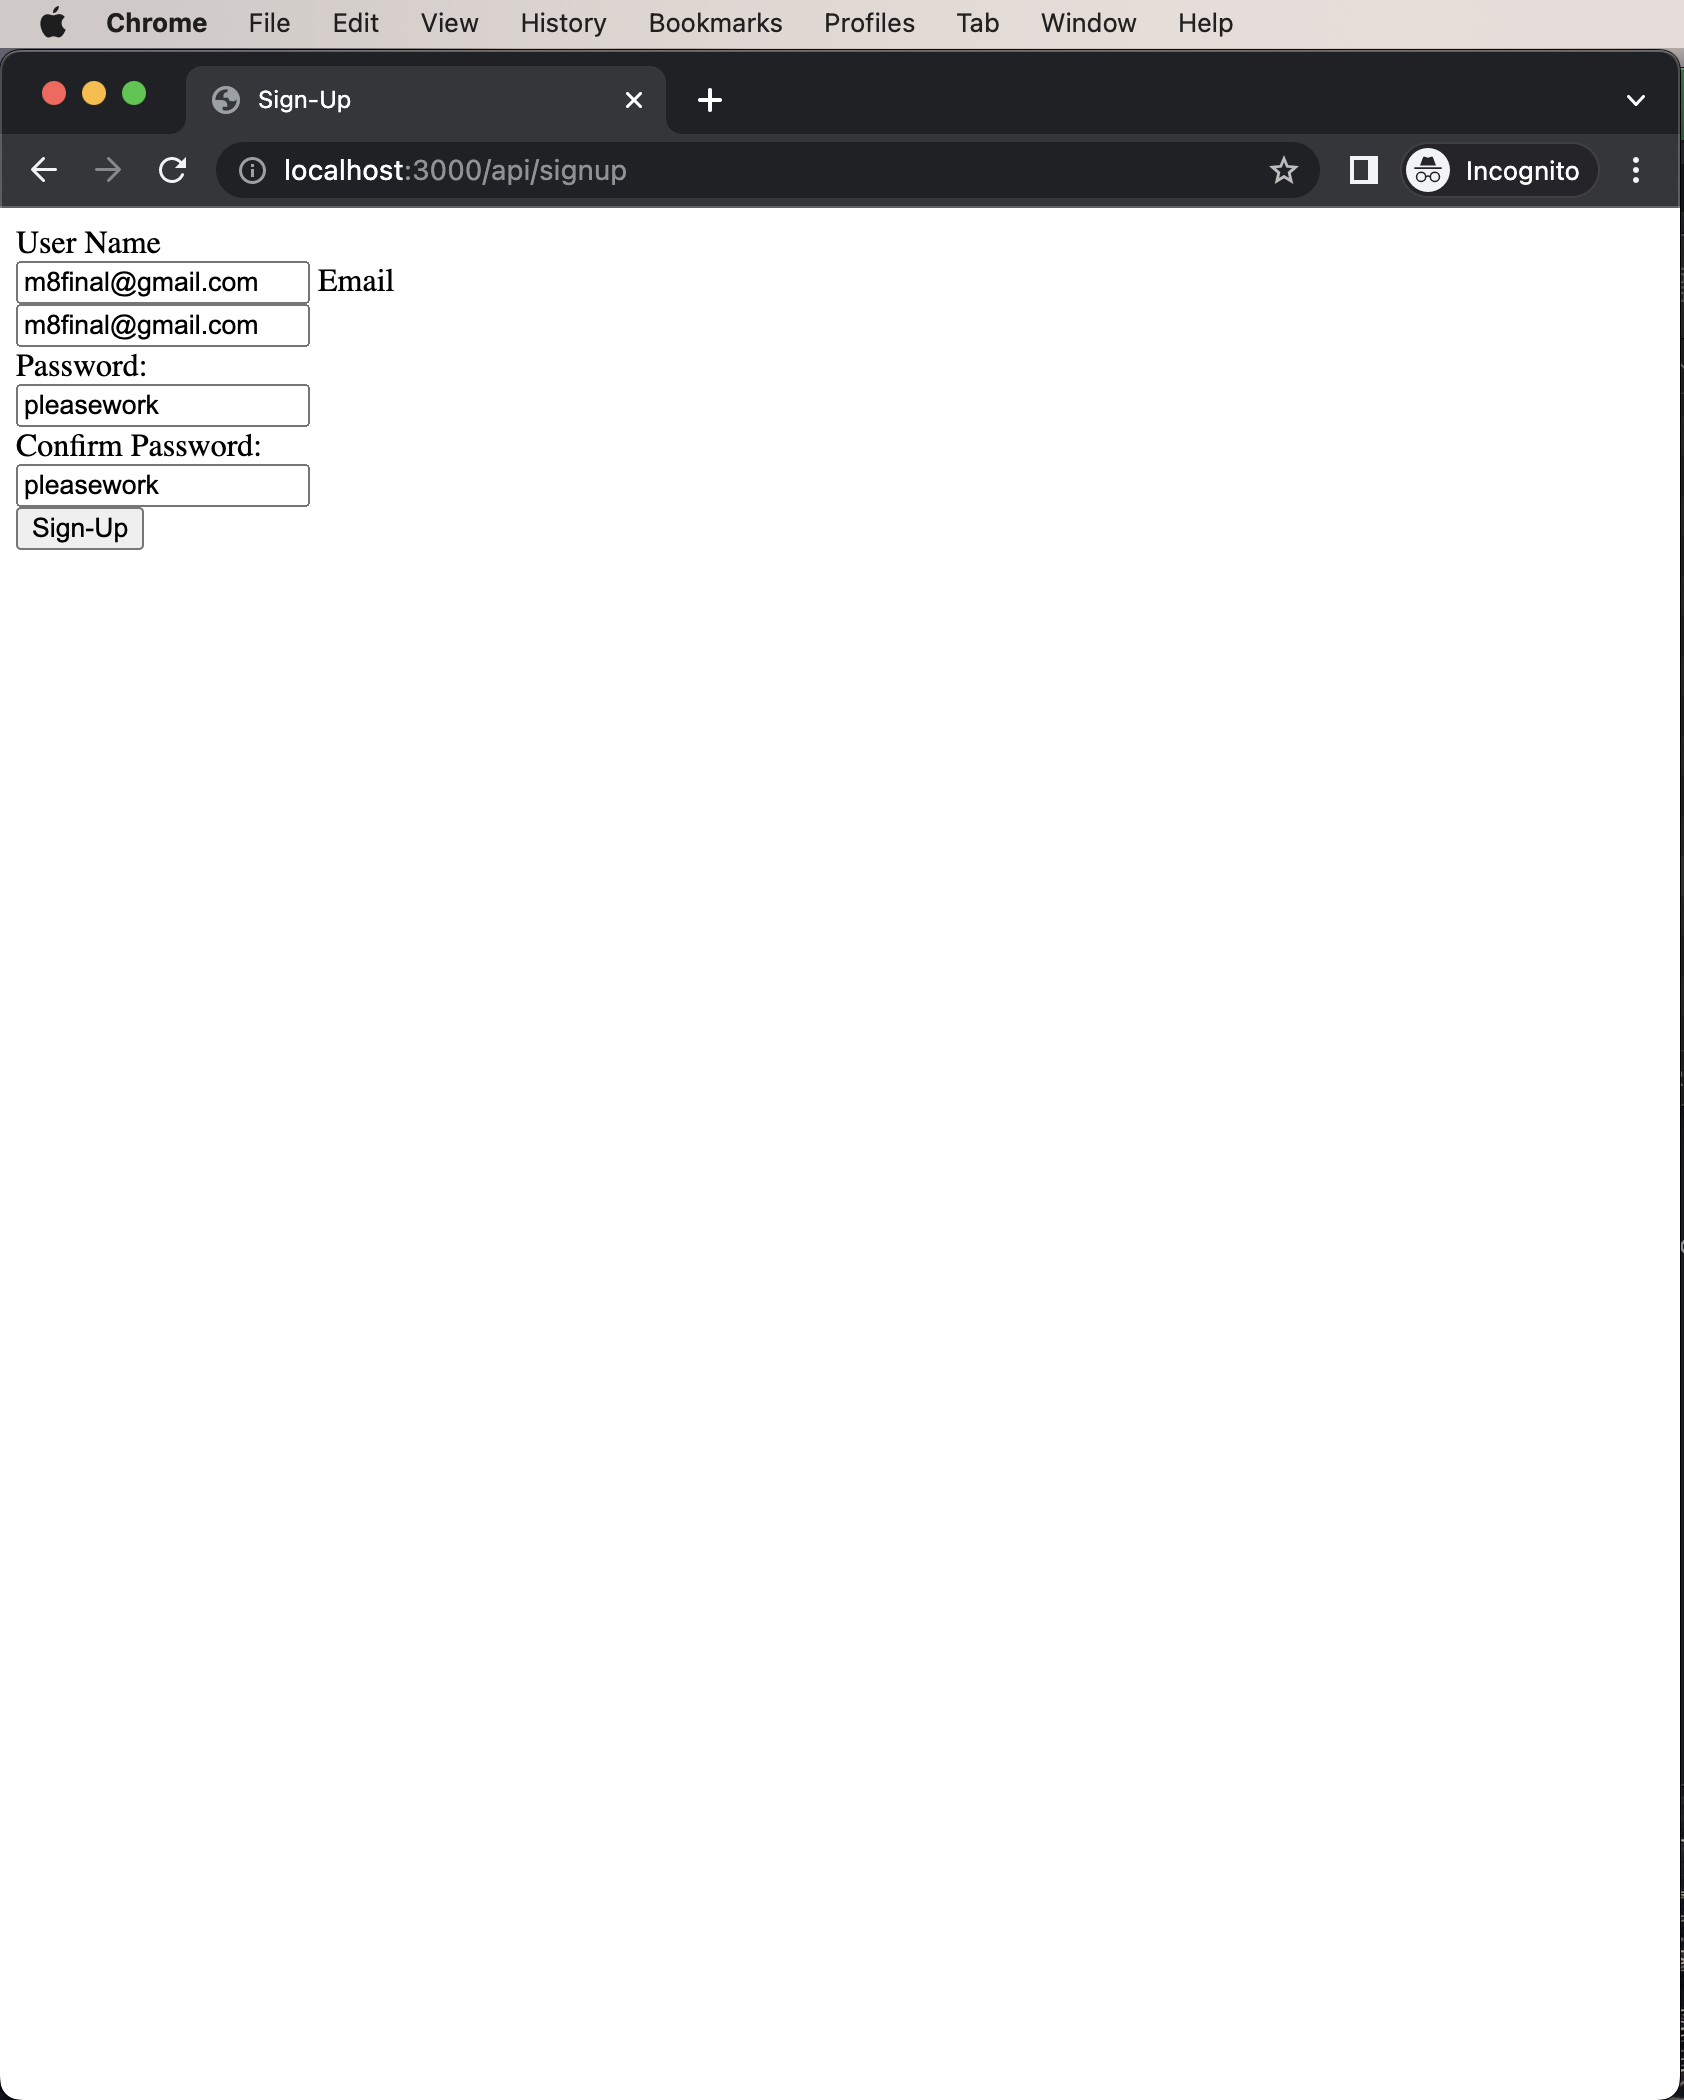 Chrome File Edit View History Bookmarks Profiles Tab Window Help
Sign-Up
localhost:3000/api/signup Incognito
User Name
m8final@gmail.com Email
m8final@gmail.com
Password:
pleasework
Confirm Password:
pleasework
Sign-Up